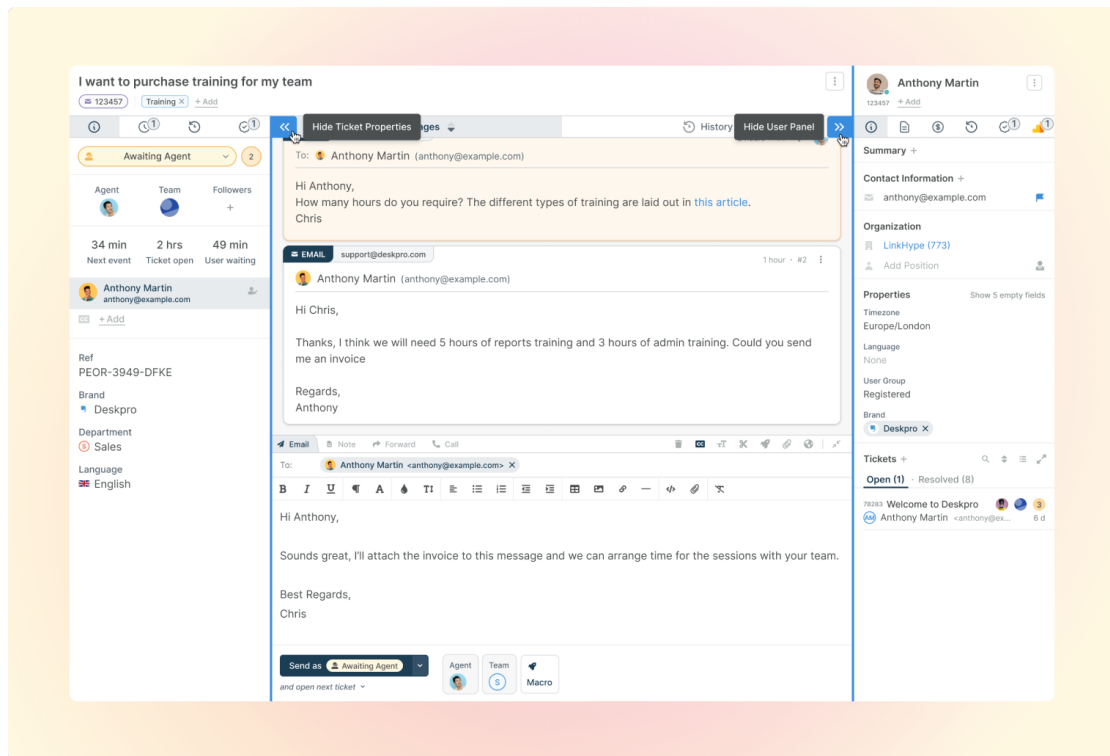 I want to purchase training for my team
123457
Training ×
+ Add
1
1
Awaiting Agent
2
Agent Team Followers
+
34 min 2 hrs 49 min
Next event Ticket open User waiting
Anthony Martin
anthony@example.com
CC + Add
Ref
PEOR-3949-DFKE
Brand
Deskpro
Department
S Sales
Language
English
Hide Ticket Properties
ages
History
Hide User Panel
To: Anthony Martin (anthony@example.com)
Hi Anthony,
How many hours do you require? The different types of training are laid out in this article.
Chris
EMAIL support@deskpro.com
1 hour · #2
Anthony Martin (anthony@example.com)
Hi Chris,
Thanks, I think we will need 5 hours of reports training and 3 hours of admin training. Could you send
me an invoice
Regards,
Anthony
Email Note Forward Call
CC
To: Anthony Martin <anthony@example.com> ×
B I U ¶ A
Hi Anthony,
Sounds great, I'll attach the invoice to this message and we can arrange time for the sessions with your team.
Best Regards,
Chris
Send as Awaiting Agent
and open next ticket
Agent
Team
S
Macro
Anthony Martin
123457 + Add
1
1
Summary +
Contact Information +
anthony@example.com
Organization
LinkHype (773)
Add Position
Properties Show 5 empty fields
Timezone
Europe/London
Language
None
User Group
Registered
Brand
Deskpro ×
Tickets +
Open (1) · Resolved (8)
78283 Welcome to Deskpro 3
AM Anthony Martin <anthony@ex... 6 d